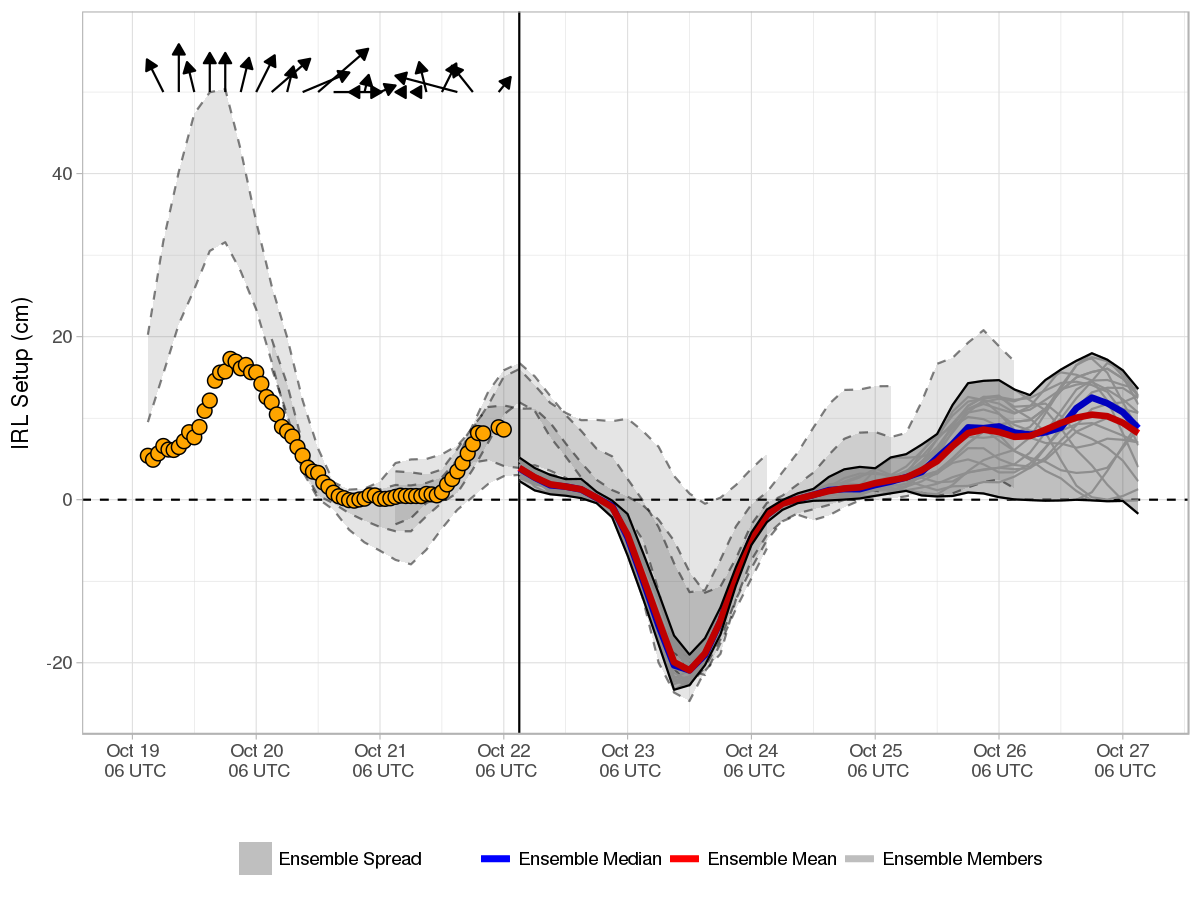 IRL Setup (cm)
40
20
0
-20
Oct 19 Oct 20 Oct 21 Oct 22 Oct 23 Oct 24 Oct 25 Oct 26 Oct 27
06 UTC 06 UTC 06 UTC 06 UTC 06 UTC 06 UTC 06 UTC 06 UTC 06 UTC
Ensemble Spread Ensemble Median Ensemble Mean Ensemble Members